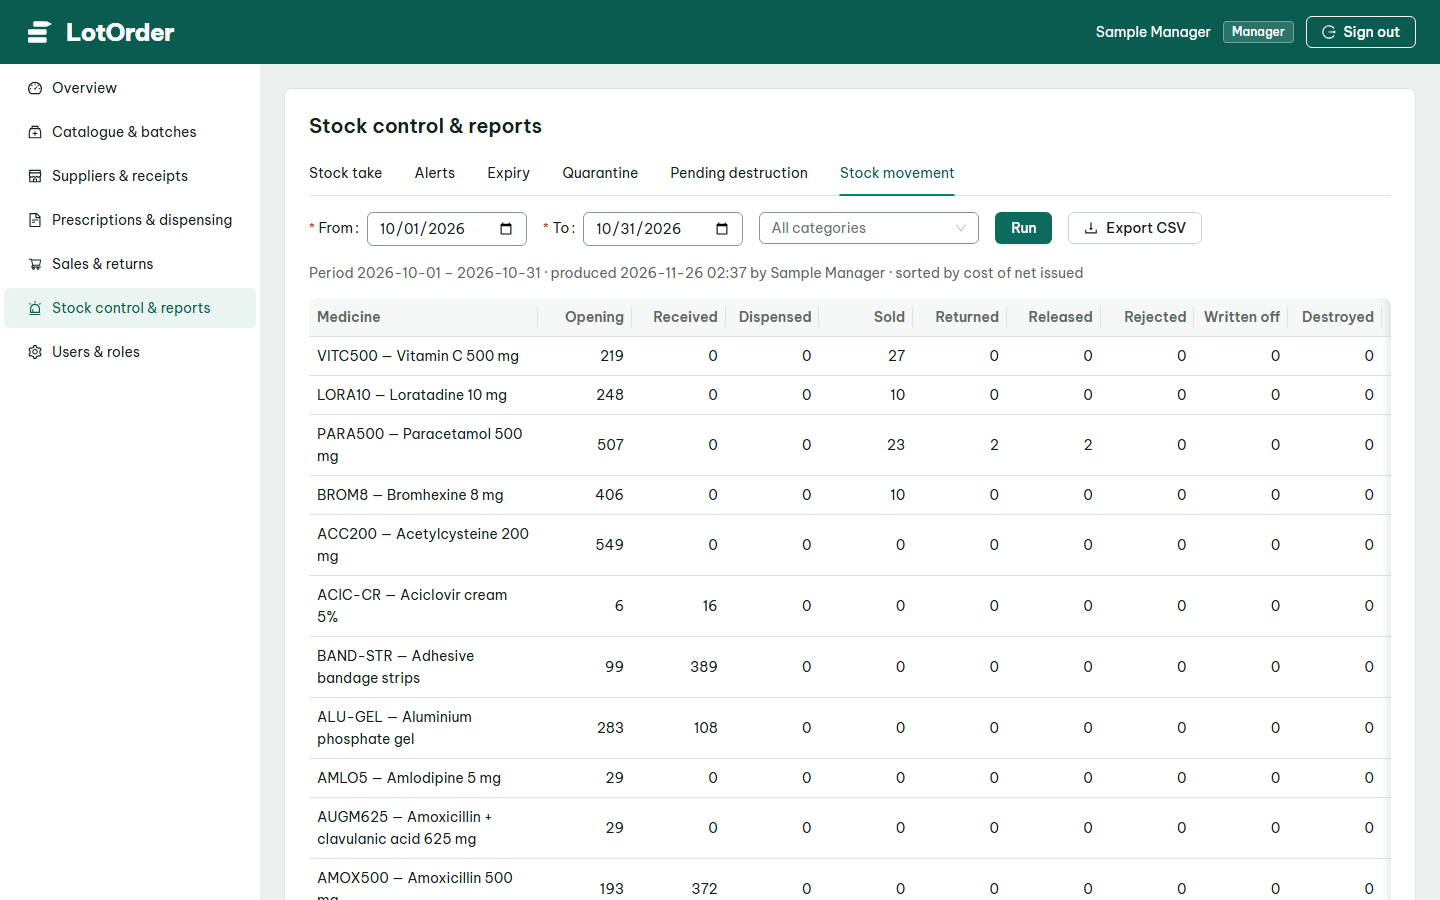 LotOrder
Sample Manager Manager Sign out
Overview
Catalogue & batches
Suppliers & receipts
Prescriptions & dispensing
Sales & returns
Stock control & reports
Users & roles
Stock control & reports
Stock take Alerts Expiry Quarantine Pending destruction Stock movement
* From: 10/01/2026 * To: 10/31/2026 All categories Run Export CSV
Period 2026-10-01 – 2026-10-31 · produced 2026-11-26 02:37 by Sample Manager · sorted by cost of net issued
Medicine Opening Received Dispensed Sold Returned Released Rejected Written off Destroyed
VITC500 — Vitamin C 500 mg 219 0 0 27 0 0 0 0 0
LORA10 — Loratadine 10 mg 248 0 0 10 0 0 0 0 0
PARA500 — Paracetamol 500
mg 507 0 0 23 2 2 0 0 0
BROM8 — Bromhexine 8 mg 406 0 0 10 0 0 0 0 0
ACC200 — Acetylcysteine 200
mg 549 0 0 0 0 0 0 0 0
ACIC-CR — Aciclovir cream
5% 6 16 0 0 0 0 0 0 0
BAND-STR — Adhesive
bandage strips 99 389 0 0 0 0 0 0 0
ALU-GEL — Aluminium
phosphate gel 283 108 0 0 0 0 0 0 0
AMLO5 — Amlodipine 5 mg 29 0 0 0 0 0 0 0 0
AUGM625 — Amoxicillin +
clavulanic acid 625 mg 29 0 0 0 0 0 0 0 0
AMOX500 — Amoxicillin 500
mg 193 372 0 0 0 0 0 0 0